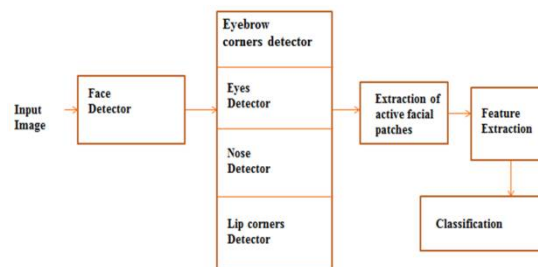 Input
Image
Face
Detector
Eyebrow
corners detector
Eyes
Detector
Nose
Detector
Lip corners
Detector
Extraction of
active facial
patches
Feature
Extraction
Classification